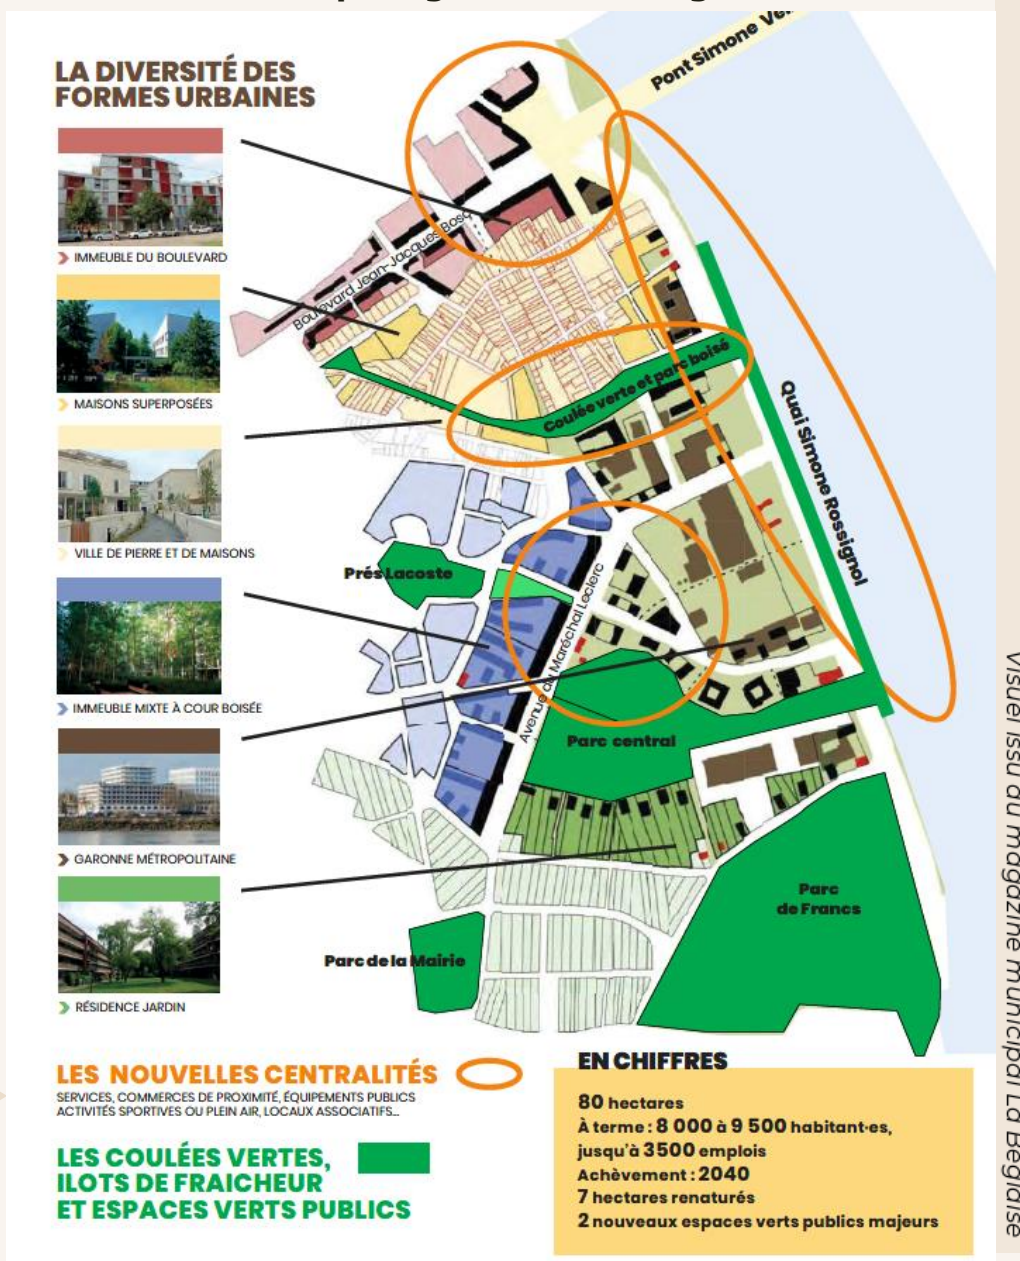 Pont Simone Vei
LA DIVERSITÉ DES
FORMES URBAINES
IMMEUBLE DU BOULEVARD
MAISONS SUPERPOSÉES
VILLE DE PIERRE ET DE MAISONS
IMMEUBLE MIXTE À COUR BOISÉE
GARONNE MÉTROPOLITAINE
RÉSIDENCE JARDIN
Boulevard Jean-Jacques Bosq
Coulée verte et parc boisé
Quai Simone Rossignol
Prés Lacoste
Avenue du Maréchal Leclerc
Parc central
Parc
de Francs
Parc de la Mairie
LES NOUVELLES CENTRALITÉS
SERVICES, COMMERCES DE PROXIMITÉ, ÉQUIPEMENTS PUBLICS
ACTIVITÉS SPORTIVES OU PLEIN AIR, LOCAUX ASSOCIATIFS...
LES COULÉES VERTES,
ILOTS DE FRAICHEUR
ET ESPACES VERTS PUBLICS
EN CHIFFRES
80 hectares
À terme : 8 000 à 9 500 habitant·es,
jusqu'à 3500 emplois
Achèvement : 2040
7 hectares renaturés
2 nouveaux espaces verts publics majeurs
Visuel issu du magazine municipal La Béglaise